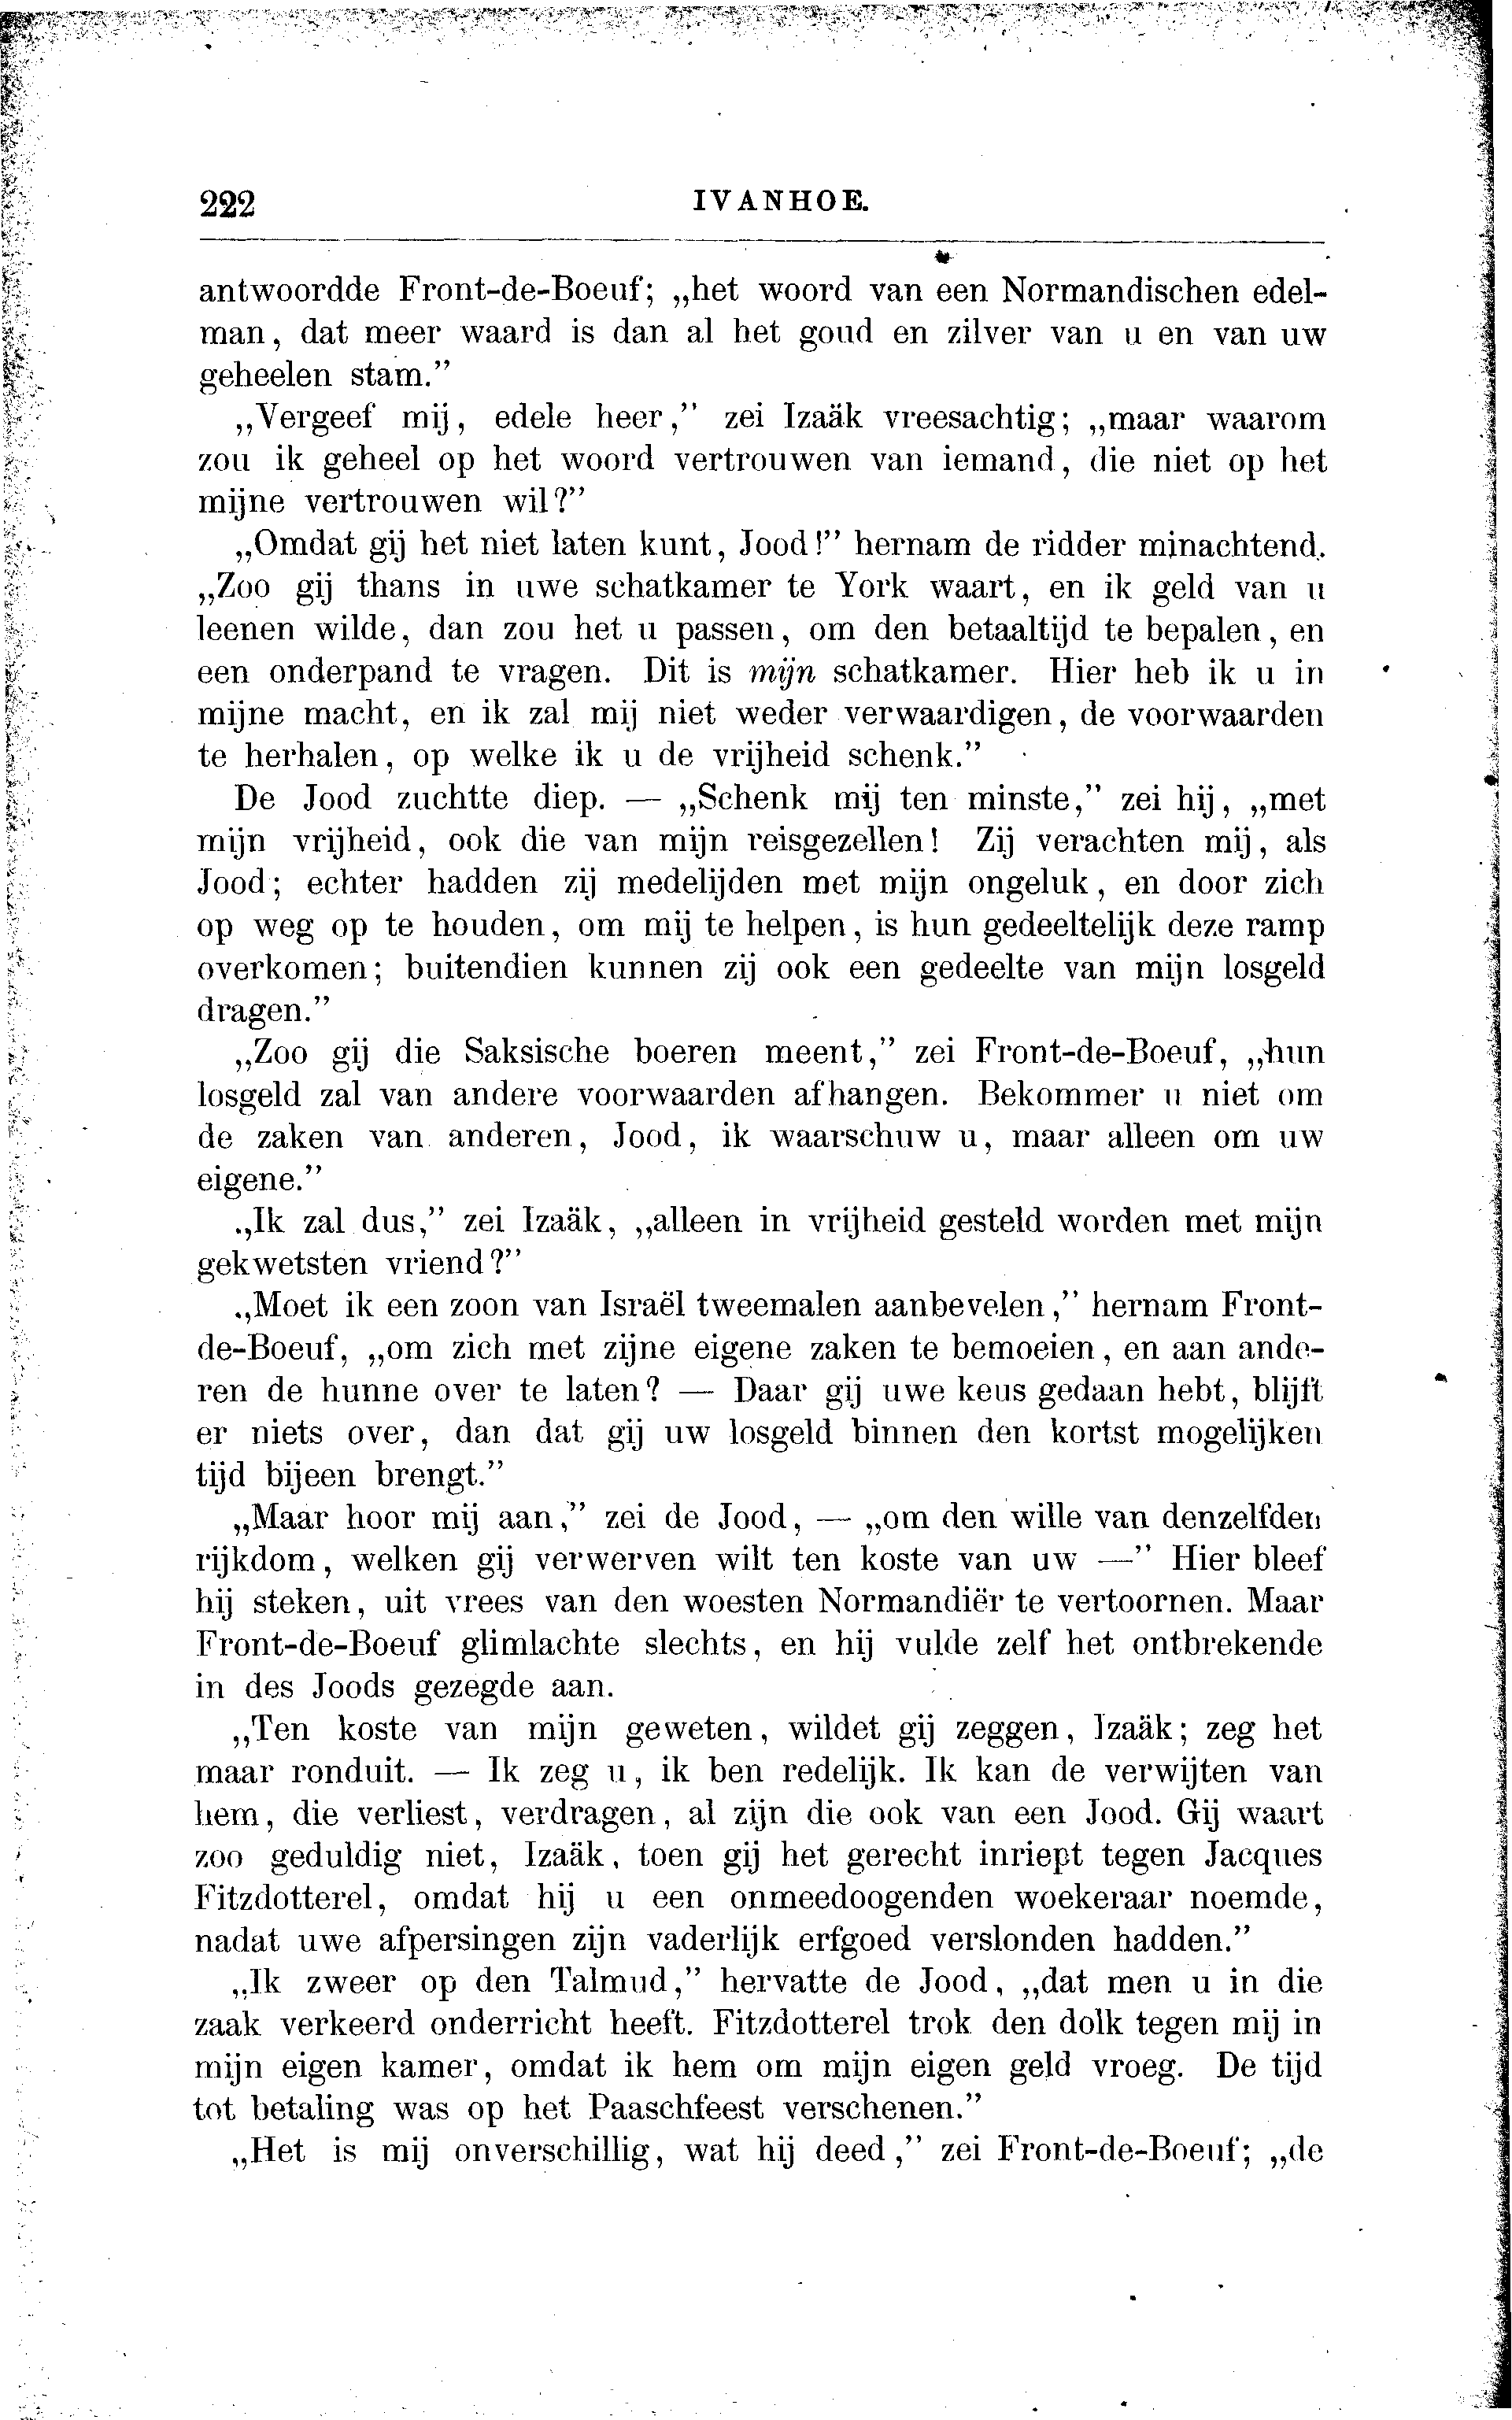 222 IVANHOE.
antwoordde Front-de-Boeuf; „het woord van een Normandischen edel-
man, dat meer waard is dan al het goud en zilver van u en van uw
geheelen stam.”
„Vergeef mij, edele heer,” zei Izaäk vreesachtig; „maar waarom
zou ik geheel op het woord vertrouwen van iemand, die niet op het
mijne vertrouwen wil?”
„Omdat gij het niet laten kunt, Jood!” hernam de ridder minachtend.
„Zoo gij thans in uwe schatkamer te York waart, en ik geld van u
leenen wilde, dan zou het u passen, om den betaaltijd te bepalen, en
een onderpand te vragen. Dit is mijn schatkamer. Hier heb ik u in
mijne macht, en ik zal mij niet weder verwaardigen, de voorwaarden
te herhalen, op welke ik u de vrijheid schenk.”
De Jood zuchtte diep. — „Schenk mij ten minste,” zei hij, „met
mijn vrijheid, ook die van mijn reisgezellen! Zij verachten mij, als
Jood; echter hadden zij medelijden met mijn ongeluk, en door zich
op weg op te houden, om mij te helpen, is hun gedeeltelijk deze ramp
overkomen; buitendien kunnen zij ook een gedeelte van mijn losgeld
dragen.”
„Zoo gij die Saksische boeren meent,” zei Front-de-Boeuf, „hun
losgeld zal van andere voorwaarden afhangen. Bekommer u niet om
de zaken van anderen, Jood, ik waarschuw u, maar alleen om uw
eigene.”
„Ik zal dus,” zei Izaäk, „alleen in vrijheid gesteld worden met mijn
gekwetsten vriend?”
„Moet ik een zoon van Israël tweemalen aanbevelen,” hernam Front-
de-Boeuf, „om zich met zijne eigene zaken te bemoeien, en aan ande-
ren de hunne over te laten? — Daar gij uwe keus gedaan hebt, blijft
er niets over, dan dat gij uw losgeld binnen den kortst mogelijken
tijd bijeen brengt.”
„Maar hoor mij aan,” zei de Jood, — „om den wille van denzelfden
rijkdom, welken gij verwerven wilt ten koste van uw —” Hier bleef
hij steken, uit vrees van den woesten Normandiër te vertoornen. Maar
Front-de-Boeuf glimlachte slechts, en hij vulde zelf het ontbrekende
in des Joods gezegde aan.
„Ten koste van mijn geweten, wildet gij zeggen, Izaäk; zeg het
maar ronduit. — Ik zeg u, ik ben redelijk. Ik kan de verwijten van
hem, die verliest, verdragen, al zijn die ook van een Jood. Gij waart
zoo geduldig niet, Izaäk, toen gij het gerecht inriept tegen Jacques
Fitzdotterel, omdat hij u een onmeedoogenden woekeraar noemde,
nadat uwe afpersingen zijn vaderlijk erfgoed verslonden hadden.”
„Ik zweer op den Talmud,” hervatte de Jood, „dat men u in die
zaak verkeerd onderricht heeft. Fitzdotterel trok den dolk tegen mij in
mijn eigen kamer, omdat ik hem om mijn eigen geld vroeg. De tijd
tot betaling was op het Paaschfeest verschenen.”
„Het is mij onverschillig, wat hij deed,” zei Front-de-Boeuf; „de